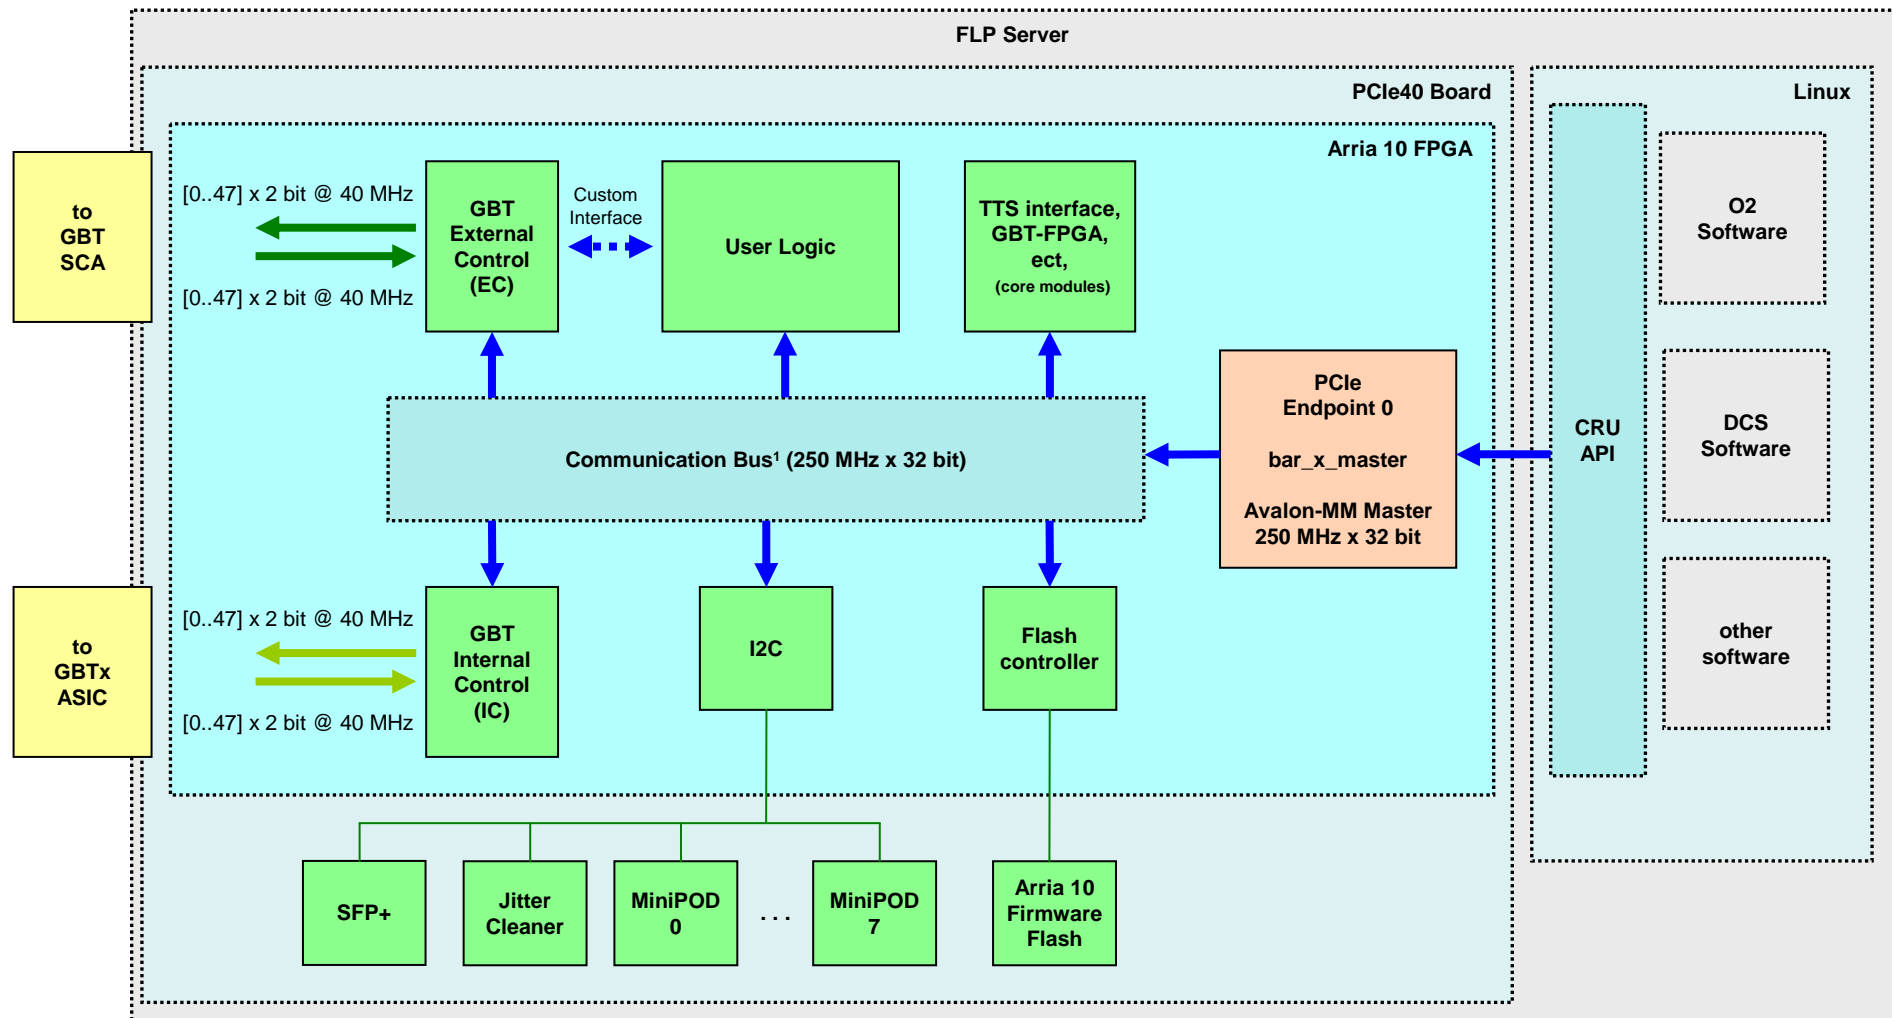 FLP Server
PCIe40 Board
Linux
Arria 10 FPGA
to
GBT
SCA
[0..47] x 2 bit @ 40 MHz
[0..47] x 2 bit @ 40 MHz
GBT
External
Control
(EC)
Custom
Interface
User Logic
TTS interface,
GBT-FPGA,
ect,
(core modules)
O2
Software
PCIe
Endpoint 0
bar_x_master
Avalon-MM Master
250 MHz x 32 bit
CRU
API
DCS
Software
Communication Bus¹ (250 MHz x 32 bit)
to
GBTx
ASIC
[0..47] x 2 bit @ 40 MHz
[0..47] x 2 bit @ 40 MHz
GBT
Internal
Control
(IC)
I2C
Flash
controller
other
software
SFP+
Jitter
Cleaner
MiniPOD
0
. . .
MiniPOD
7
Arria 10
Firmware
Flash